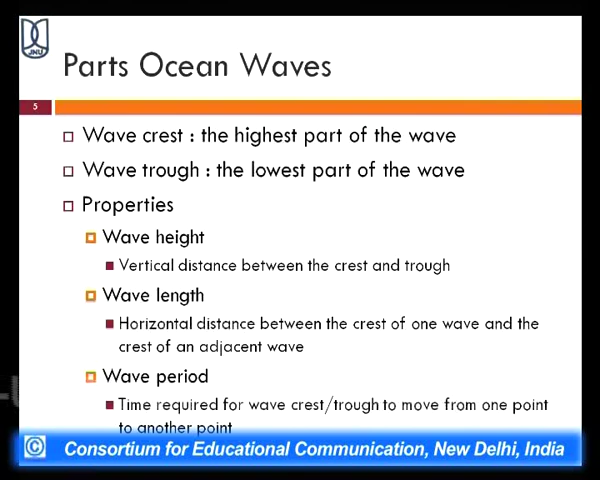 JNU
Parts Ocean Waves
5
Wave crest : the highest part of the wave
Wave trough : the lowest part of the wave
Properties
Wave height
Vertical distance between the crest and trough
Wave length
Horizontal distance between the crest of one wave and the
crest of an adjacent wave
Wave period
Time required for wave crest/trough to move from one point
to another point
© Consortium for Educational Communication, New Delhi, India